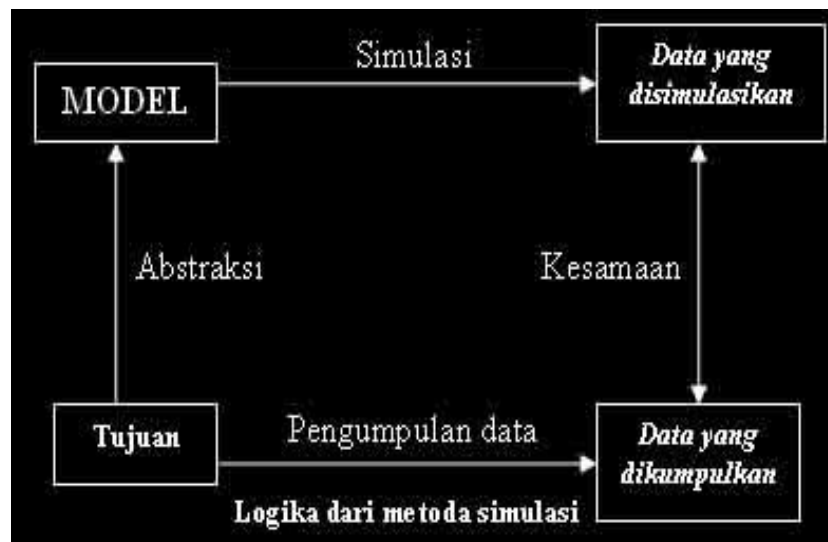 Simulasi
MODEL
Data yang
disimulasikan
Abstraksi
Kesamaan
Tujuan
Pengumpulan data
Data yang
dikumpulkan
Logika dari metoda simulasi